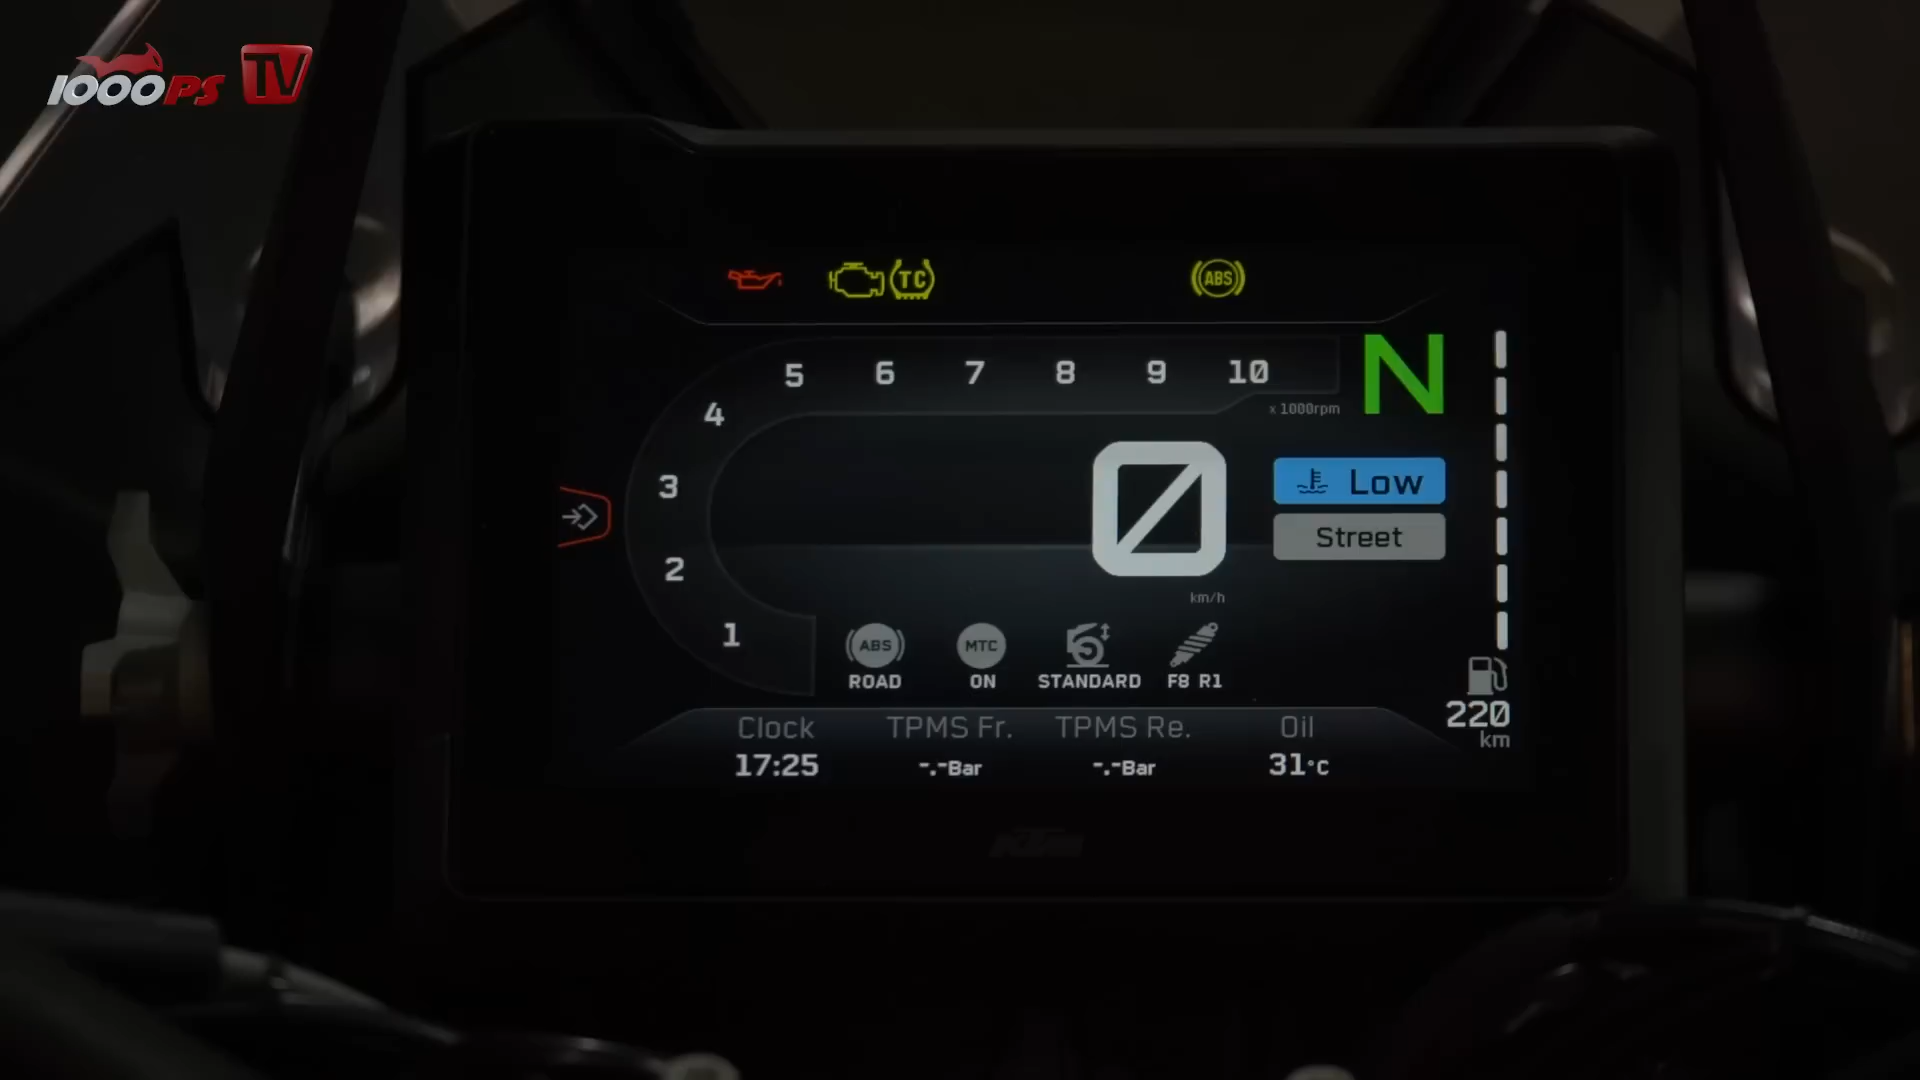 1000PS TV
TC
ABS
5 6 7 8 9 10
N
4
x 1000rpm
3
0
Low
Street
2
km/h
1
ABS
MTC
ROAD
ON
STANDARD
F8 R1
220
km
Clock
TPMS Fr.
TPMS Re.
Oil
17:25
-.-Bar
-.-Bar
31°C
KTM